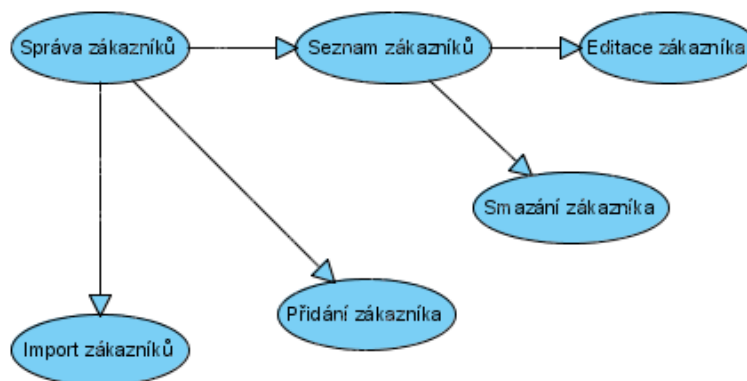 Správa zákazníků
Seznam zákazníků
Editace zákazníka
Smazání zákazníka
Přidání zákazníka
Import zákazníků